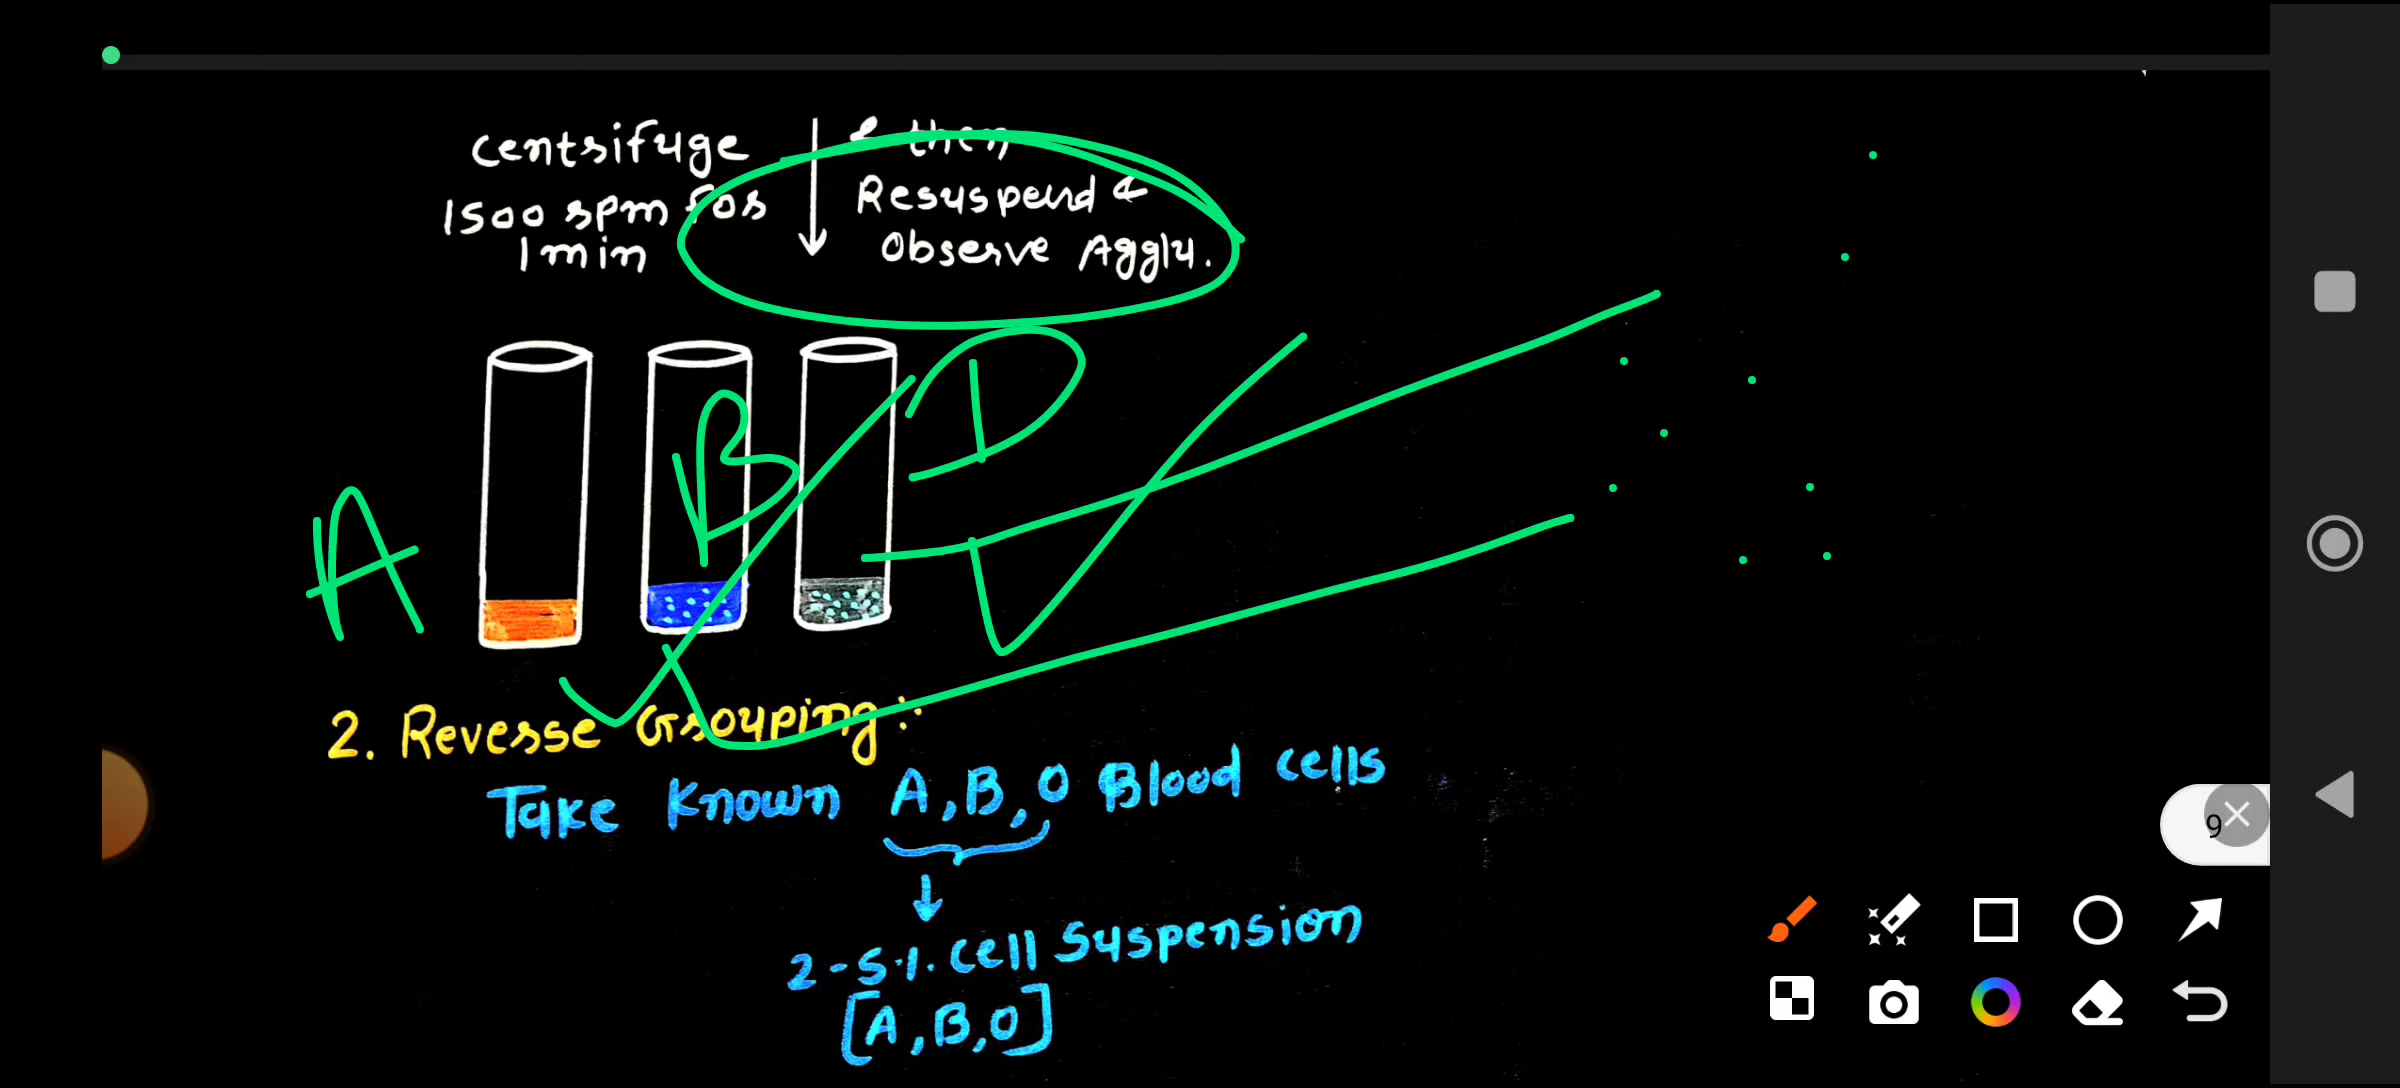 Centrifuge & then
1500 rpm for Resuspend &
1 min Observe Agglu.
A B D
2. Reverse Grouping :
Take Known A, B, O Blood cells
2-5 %. Cell Suspension
[A, B, O]
9